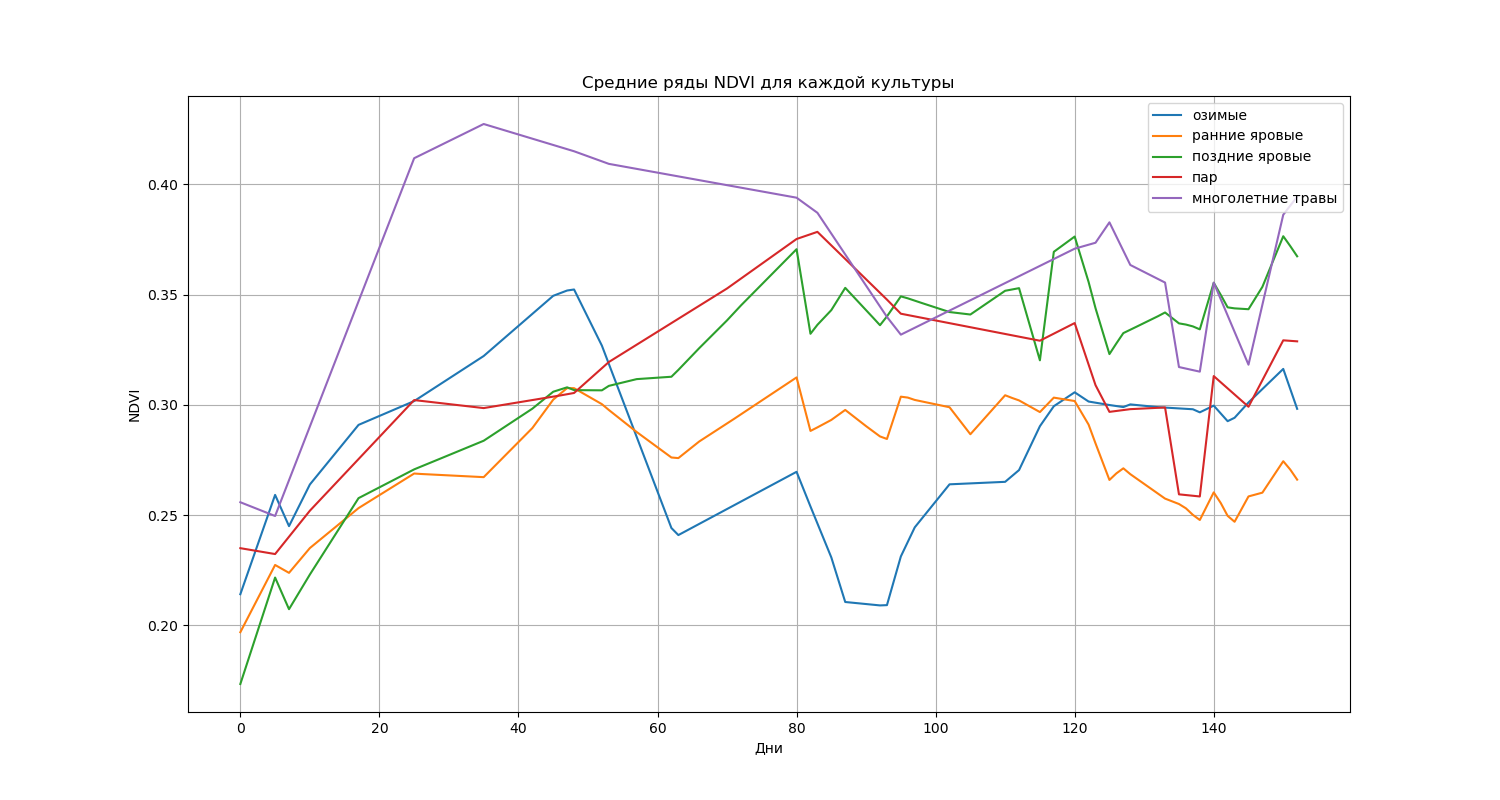 Средние ряды NDVI для каждой культуры
озимые
ранние яровые
поздние яровые
пар
многолетние травы
NDVI
0.40
0.35
0.30
0.25
0.20
0 20 40 60 80 100 120 140
Дни